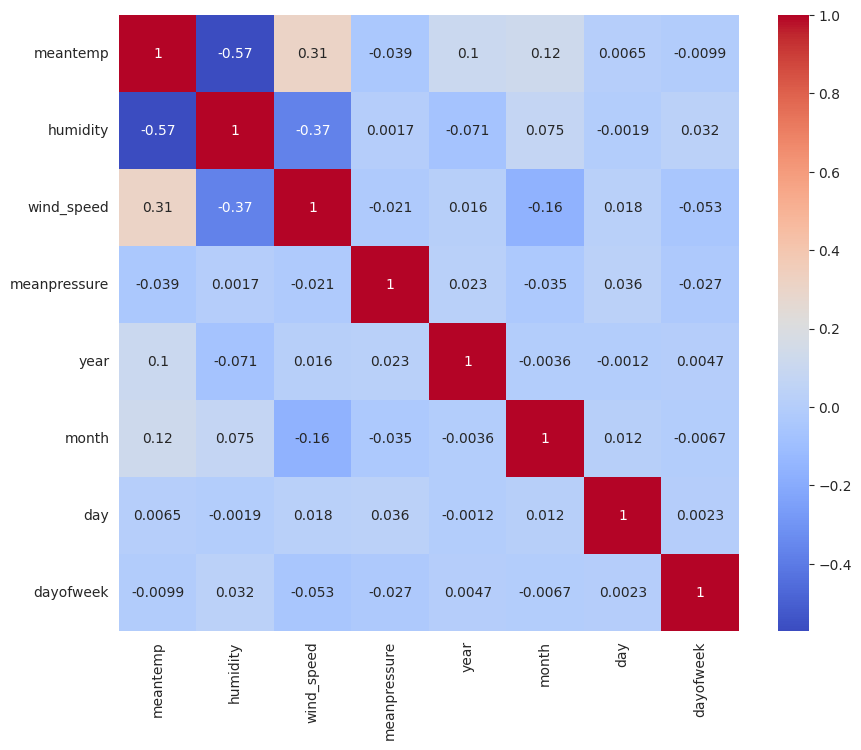 meantemp 1 -0.57 0.31 -0.039 0.1 0.12 0.0065 -0.0099
humidity -0.57 1 -0.37 0.0017 -0.071 0.075 -0.0019 0.032
wind_speed 0.31 -0.37 1 -0.021 0.016 -0.16 0.018 -0.053
meanpressure -0.039 0.0017 -0.021 1 0.023 -0.035 0.036 -0.027
year 0.1 -0.071 0.016 0.023 1 -0.0036 -0.0012 0.0047
month 0.12 0.075 -0.16 -0.035 -0.0036 1 0.012 -0.0067
day 0.0065 -0.0019 0.018 0.036 -0.0012 0.012 1 0.0023
dayofweek -0.0099 0.032 -0.053 -0.027 0.0047 -0.0067 0.0023 1
meantemp humidity wind_speed meanpressure year month day dayofweek
1.0
0.8
0.6
0.4
0.2
0.0
−0.2
−0.4